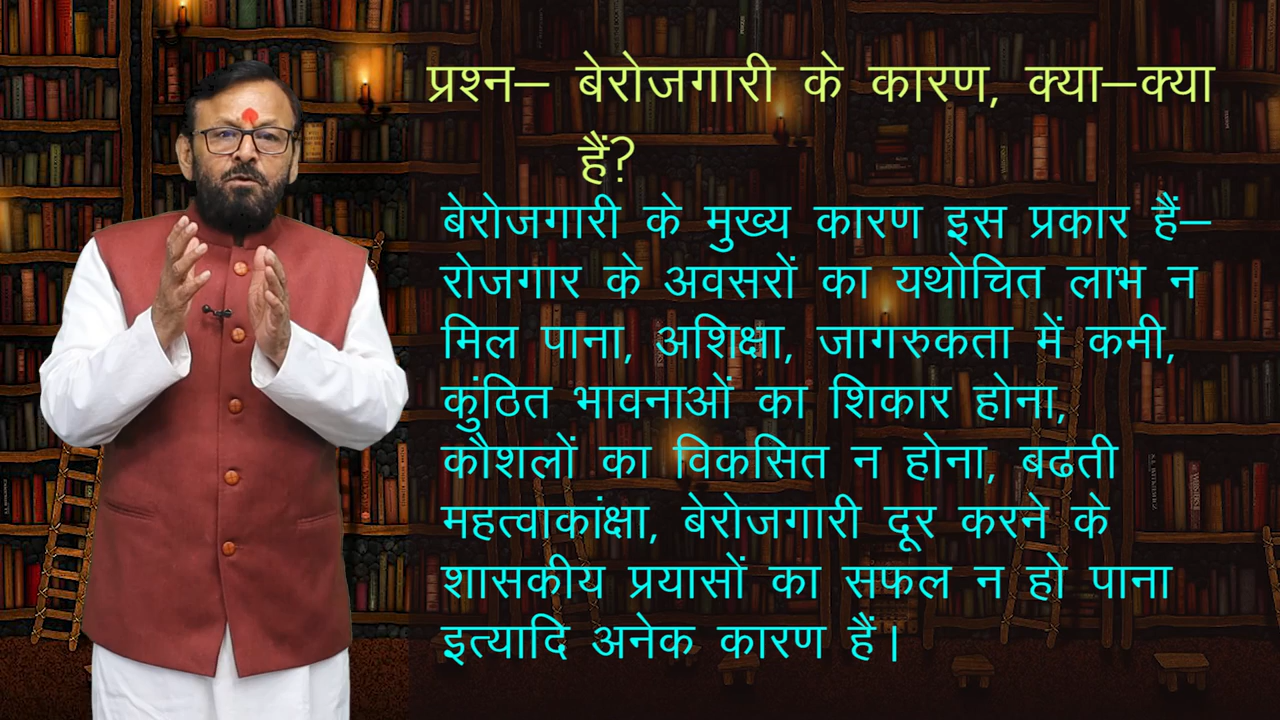 प्रश्न– बेरोजगारी के कारण, क्या–क्या
हैं?
बेरोजगारी के मुख्य कारण इस प्रकार हैं–
रोजगार के अवसरों का यथोचित लाभ न
मिल पाना, अशिक्षा, जागरुकता में कमी,
कुंठित भावनाओं का शिकार होना,
कौशलों का विकसित न होना, बढती
महत्वाकांक्षा, बेरोजगारी दूर करने के
शासकीय प्रयासों का सफल न हो पाना
इत्यादि अनेक कारण हैं।